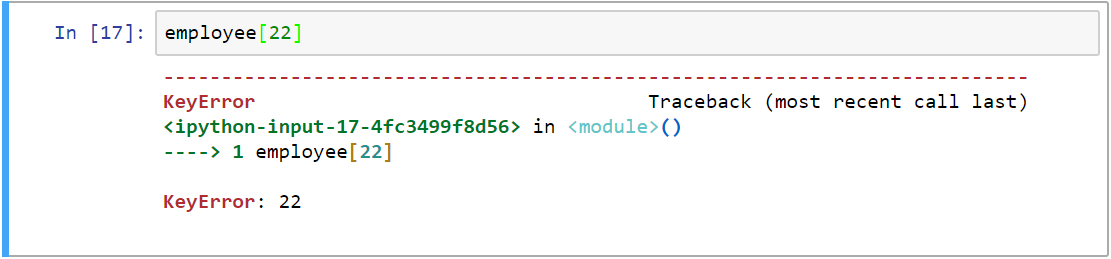 In [17]: employee[22]
---------------------------------------------------------------------------
KeyError                                  Traceback (most recent call last)
<ipython-input-17-4fc3499f8d56> in <module>()
----> 1 employee[22]
KeyError: 22